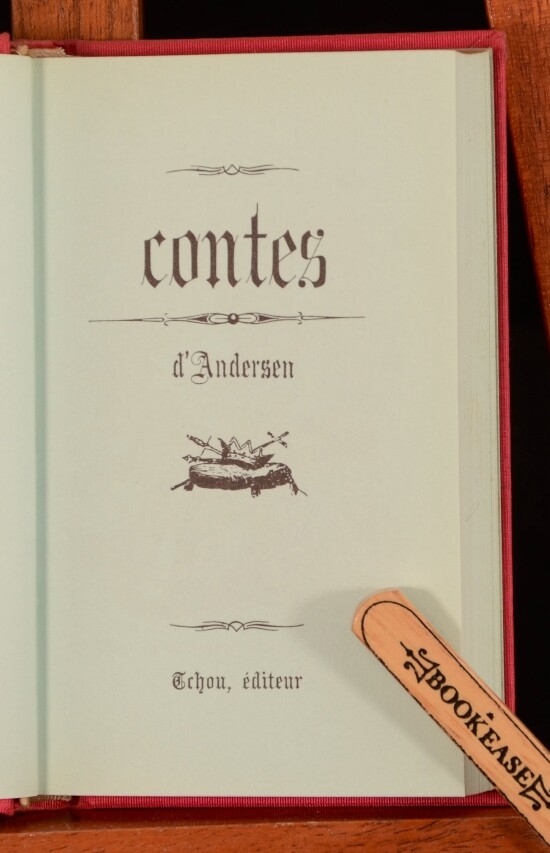 contes
d'Andersen
Tchou, éditeur
BOOKEASE